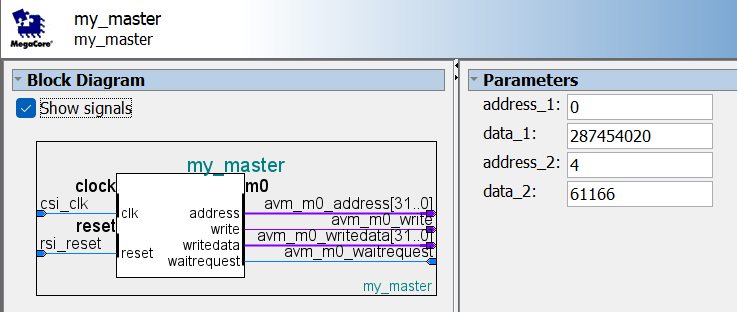 my_master
MegaCore®
my_master
Block Diagram
Show signals
my_master
clock
m0
csi_clk
clk
address
avm_m0_address[31..0]
reset
write
avm_m0_write
rsi_reset
reset
writedata
avm_m0_writedata[31..0]
waitrequest
avm_m0_waitrequest
my_master
Parameters
address_1: 0
data_1: 287454020
address_2: 4
data_2: 61166